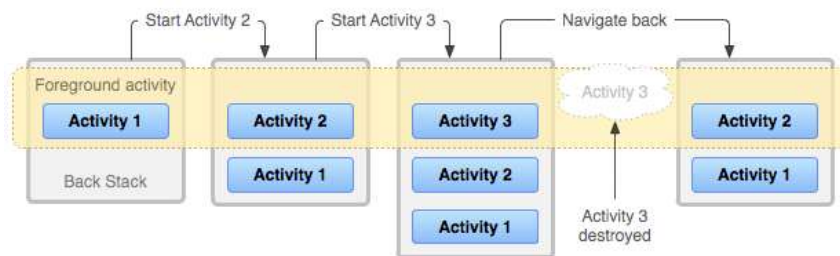 Start Activity 2
Start Activity 3
Navigate back
Foreground activity
Activity 1
Back Stack
Activity 2
Activity 1
Activity 3
Activity 2
Activity 1
Activity 3
Activity 3
destroyed
Activity 2
Activity 1